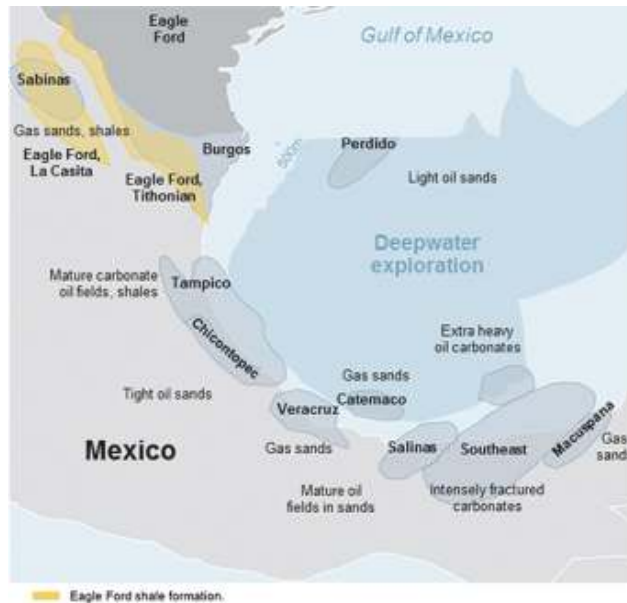 Eagle
Ford
Gulf of Mexico
Sabinas
Gas sands, shales
Eagle Ford,
La Casita
Burgos
Eagle Ford,
Tithonian
800m
Perdido
Light oil sands
Deepwater
exploration
Mature carbonate
oil fields, shales
Tampico
Chicontopec
Extra heavy
oil carbonates
Tight oil sands
Gas sands
Catemaco
Veracruz
Mexico
Gas sands
Salinas
Southeast
Macuspana
Gas
sand
Mature oil
fields in sands
Intensely fractured
carbonates
Eagle Ford shale formation.